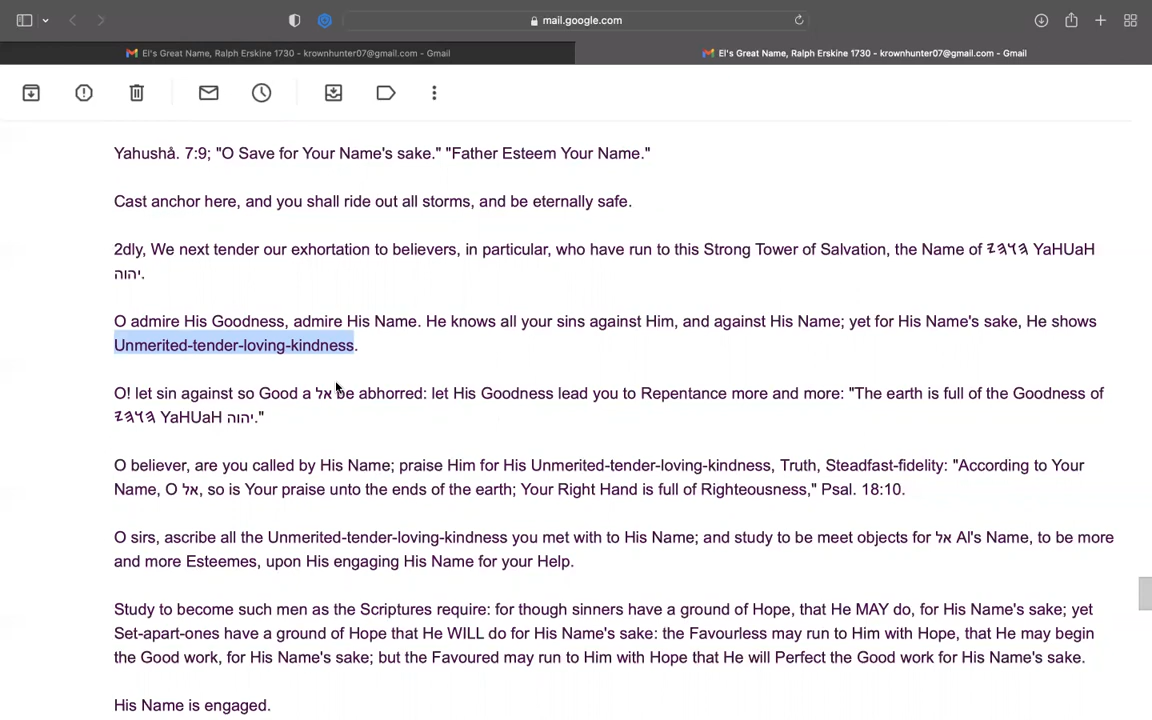 mail.google.com
El's Great Name, Ralph Erskine 1730 - krownhunter07@gmail.com - Gmail
El's Great Name, Ralph Erskine 1730 - krownhunter07@gmail.com - Gmail
Yahushå. 7:9; "O Save for Your Name's sake." "Father Esteem Your Name."
Cast anchor here, and you shall ride out all storms, and be eternally safe.
2dly, We next tender our exhortation to believers, in particular, who have run to this Strong Tower of Salvation, the Name of 𐤉𐤄𐤅𐤄 YaHUaH
יהוה.
O admire His Goodness, admire His Name. He knows all your sins against Him, and against His Name; yet for His Name's sake, He shows
Unmerited-tender-loving-kindness.
O! let sin against so Good a אל be abhorred: let His Goodness lead you to Repentance more and more: "The earth is full of the Goodness of
𐤉𐤄𐤅𐤄 YaHUaH יהוה."
O believer, are you called by His Name; praise Him for His Unmerited-tender-loving-kindness, Truth, Steadfast-fidelity: "According to Your
Name, O אל, so is Your praise unto the ends of the earth; Your Right Hand is full of Righteousness," Psal. 18:10.
O sirs, ascribe all the Unmerited-tender-loving-kindness you met with to His Name; and study to be meet objects for אל Al's Name, to be more
and more Esteemes, upon His engaging His Name for your Help.
Study to become such men as the Scriptures require: for though sinners have a ground of Hope, that He MAY do, for His Name's sake; yet
Set-apart-ones have a ground of Hope that He WILL do for His Name's sake: the Favourless may run to Him with Hope, that He may begin
the Good work, for His Name's sake; but the Favoured may run to Him with Hope that He will Perfect the Good work for His Name's sake.
His Name is engaged.